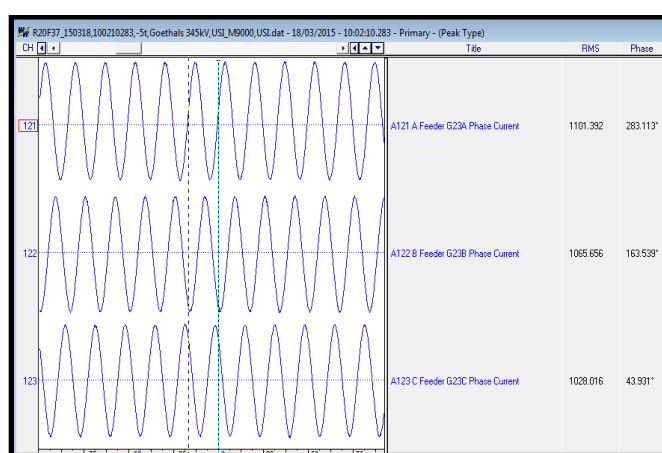 R20F37_150318,100210283,-5t,Goethals 345kV,USI_M9000,USI.dat - 18/03/2015 - 10:02:10.283 - Primary - (Peak Type)
CH Title RMS Phase
121 A121 A Feeder G23A Phase Current 1101.392 283.113°
122 A122 B Feeder G23B Phase Current 1065.656 163.539°
123 A123 C Feeder G23C Phase Current 1028.016 43.931°